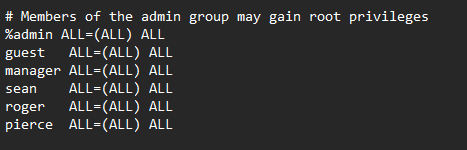 # Members of the admin group may gain root privileges
%admin ALL=(ALL) ALL
guest   ALL=(ALL) ALL
manager ALL=(ALL) ALL
sean    ALL=(ALL) ALL
roger   ALL=(ALL) ALL
pierce  ALL=(ALL) ALL